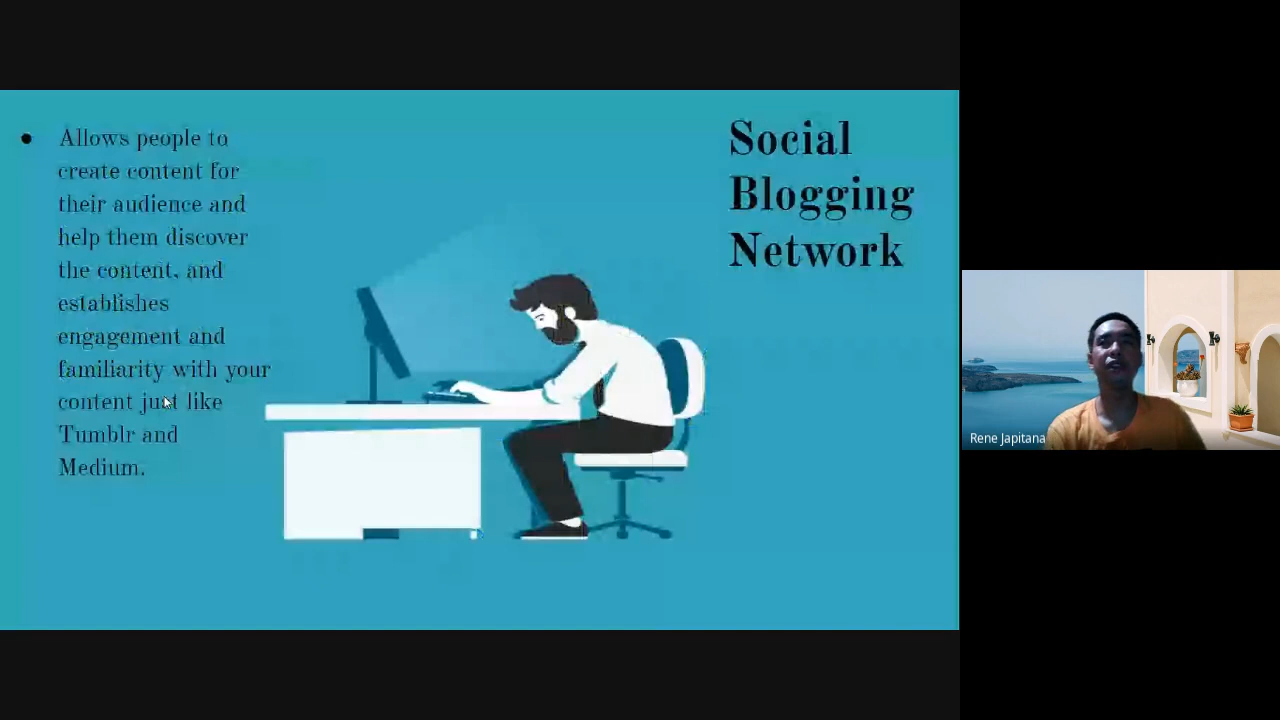 Allows people to
create content for
their audience and
help them discover
the content, and
establishes
engagement and
familiarity with your
content just like
Tumblr and
Medium.
Social
Blogging
Network
Rene Japitana